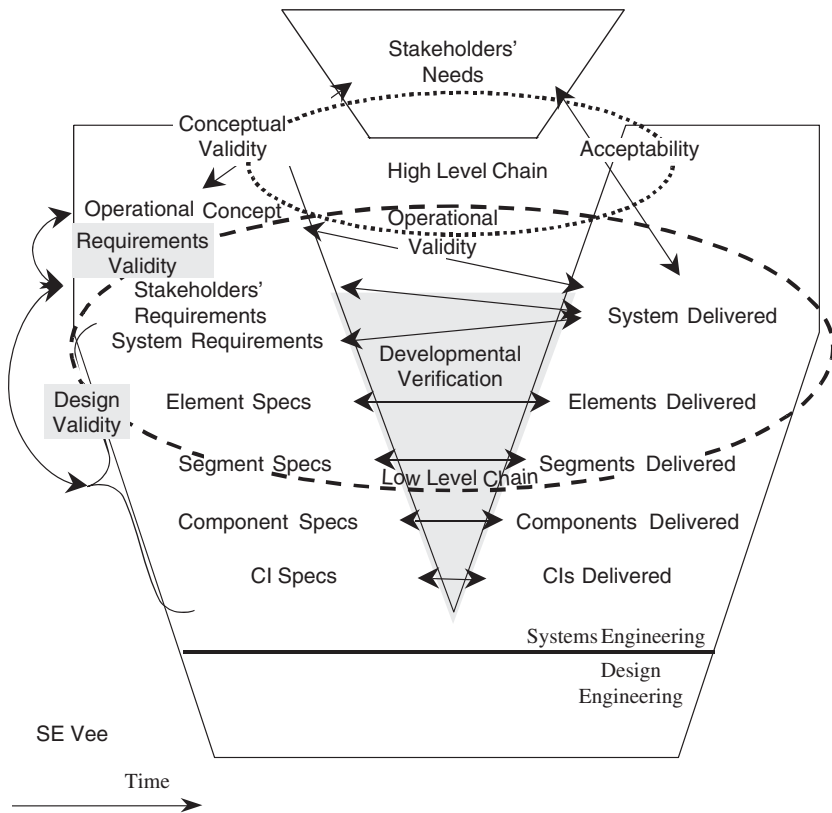 Stakeholders’
Needs
Conceptual
Validity
Acceptability
High Level Chain
Operational Concept
Operational
Validity
Requirements
Validity
Stakeholders’
Requirements
System Requirements
System Delivered
Developmental
Verification
Design
Validity
Element Specs
Elements Delivered
Segment Specs
Segments Delivered
Low Level Chain
Component Specs
Components Delivered
CI Specs
CIs Delivered
Systems Engineering
Design
Engineering
SE Vee
Time